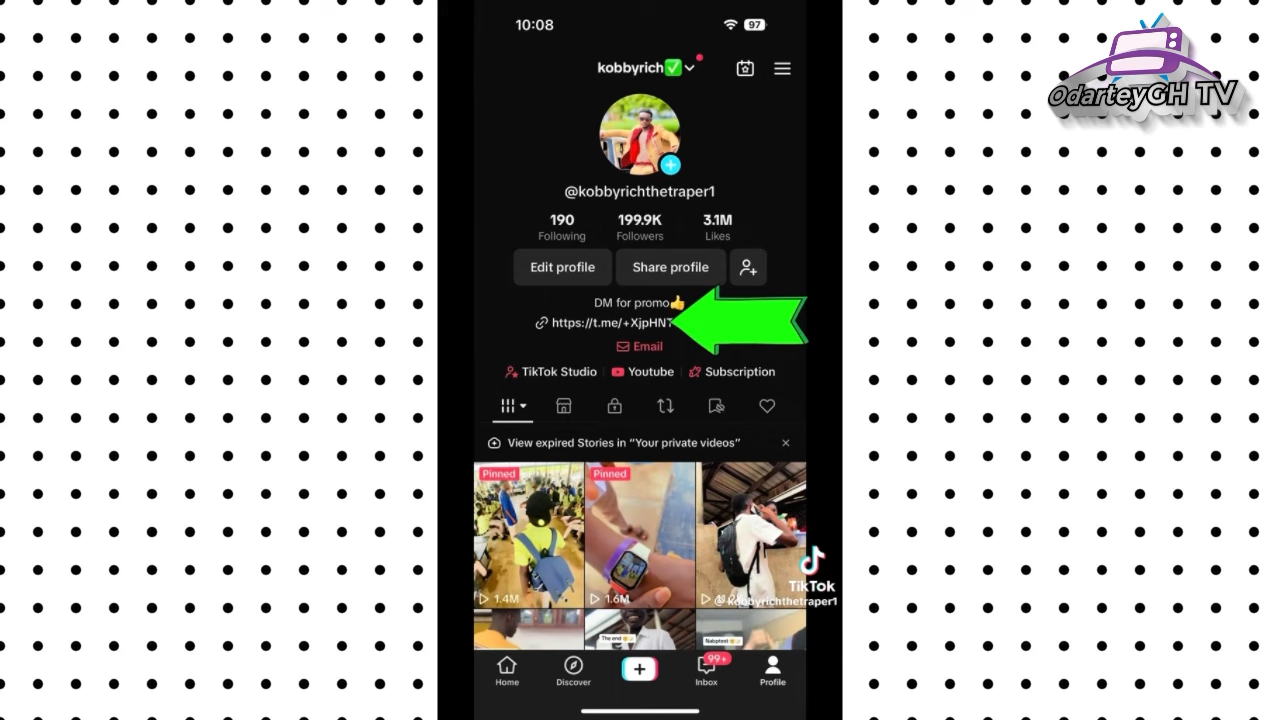 10:08
97
OdarteyGH TV
kobbyrich✅
@kobbyrichthetraper1
190 199.9K 3.1M
Following Followers Likes
Edit profile Share profile
DM for promo👍
https://t.me/+XjpHNT
Email
TikTok Studio Youtube Subscription
View expired Stories in “Your private videos”
Pinned Pinned
1.4M 1.6M
TikTok
@kobbyrichthetraper1
The end
99+
Home Discover Inbox Profile